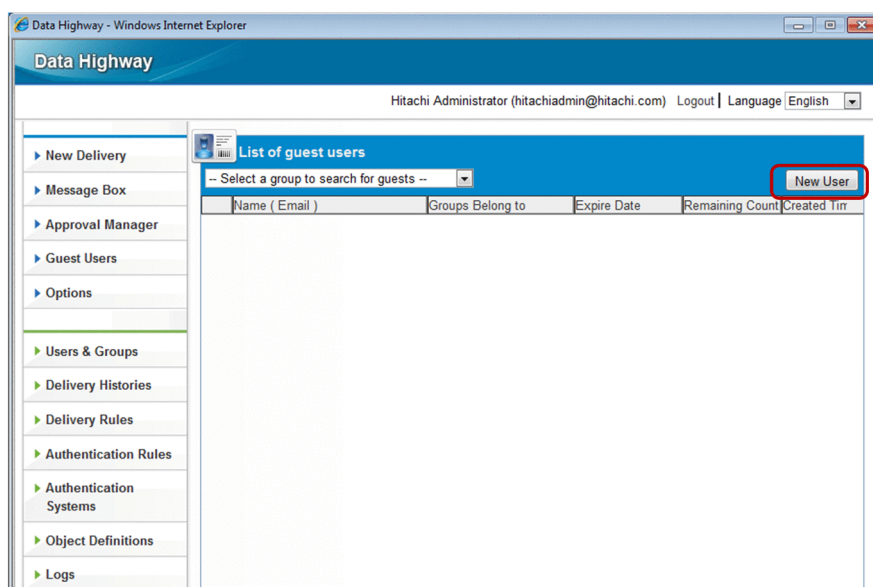 Data Highway - Windows Internet Explorer
Data Highway
Hitachi Administrator (hitachiadmin@hitachi.com) Logout Language English
New Delivery
Message Box
Approval Manager
Guest Users
Options
Users & Groups
Delivery Histories
Delivery Rules
Authentication Rules
Authentication
Systems
Object Definitions
Logs
List of guest users
-- Select a group to search for guests --
New User
Name ( Email ) Groups Belong to Expire Date Remaining Count Created